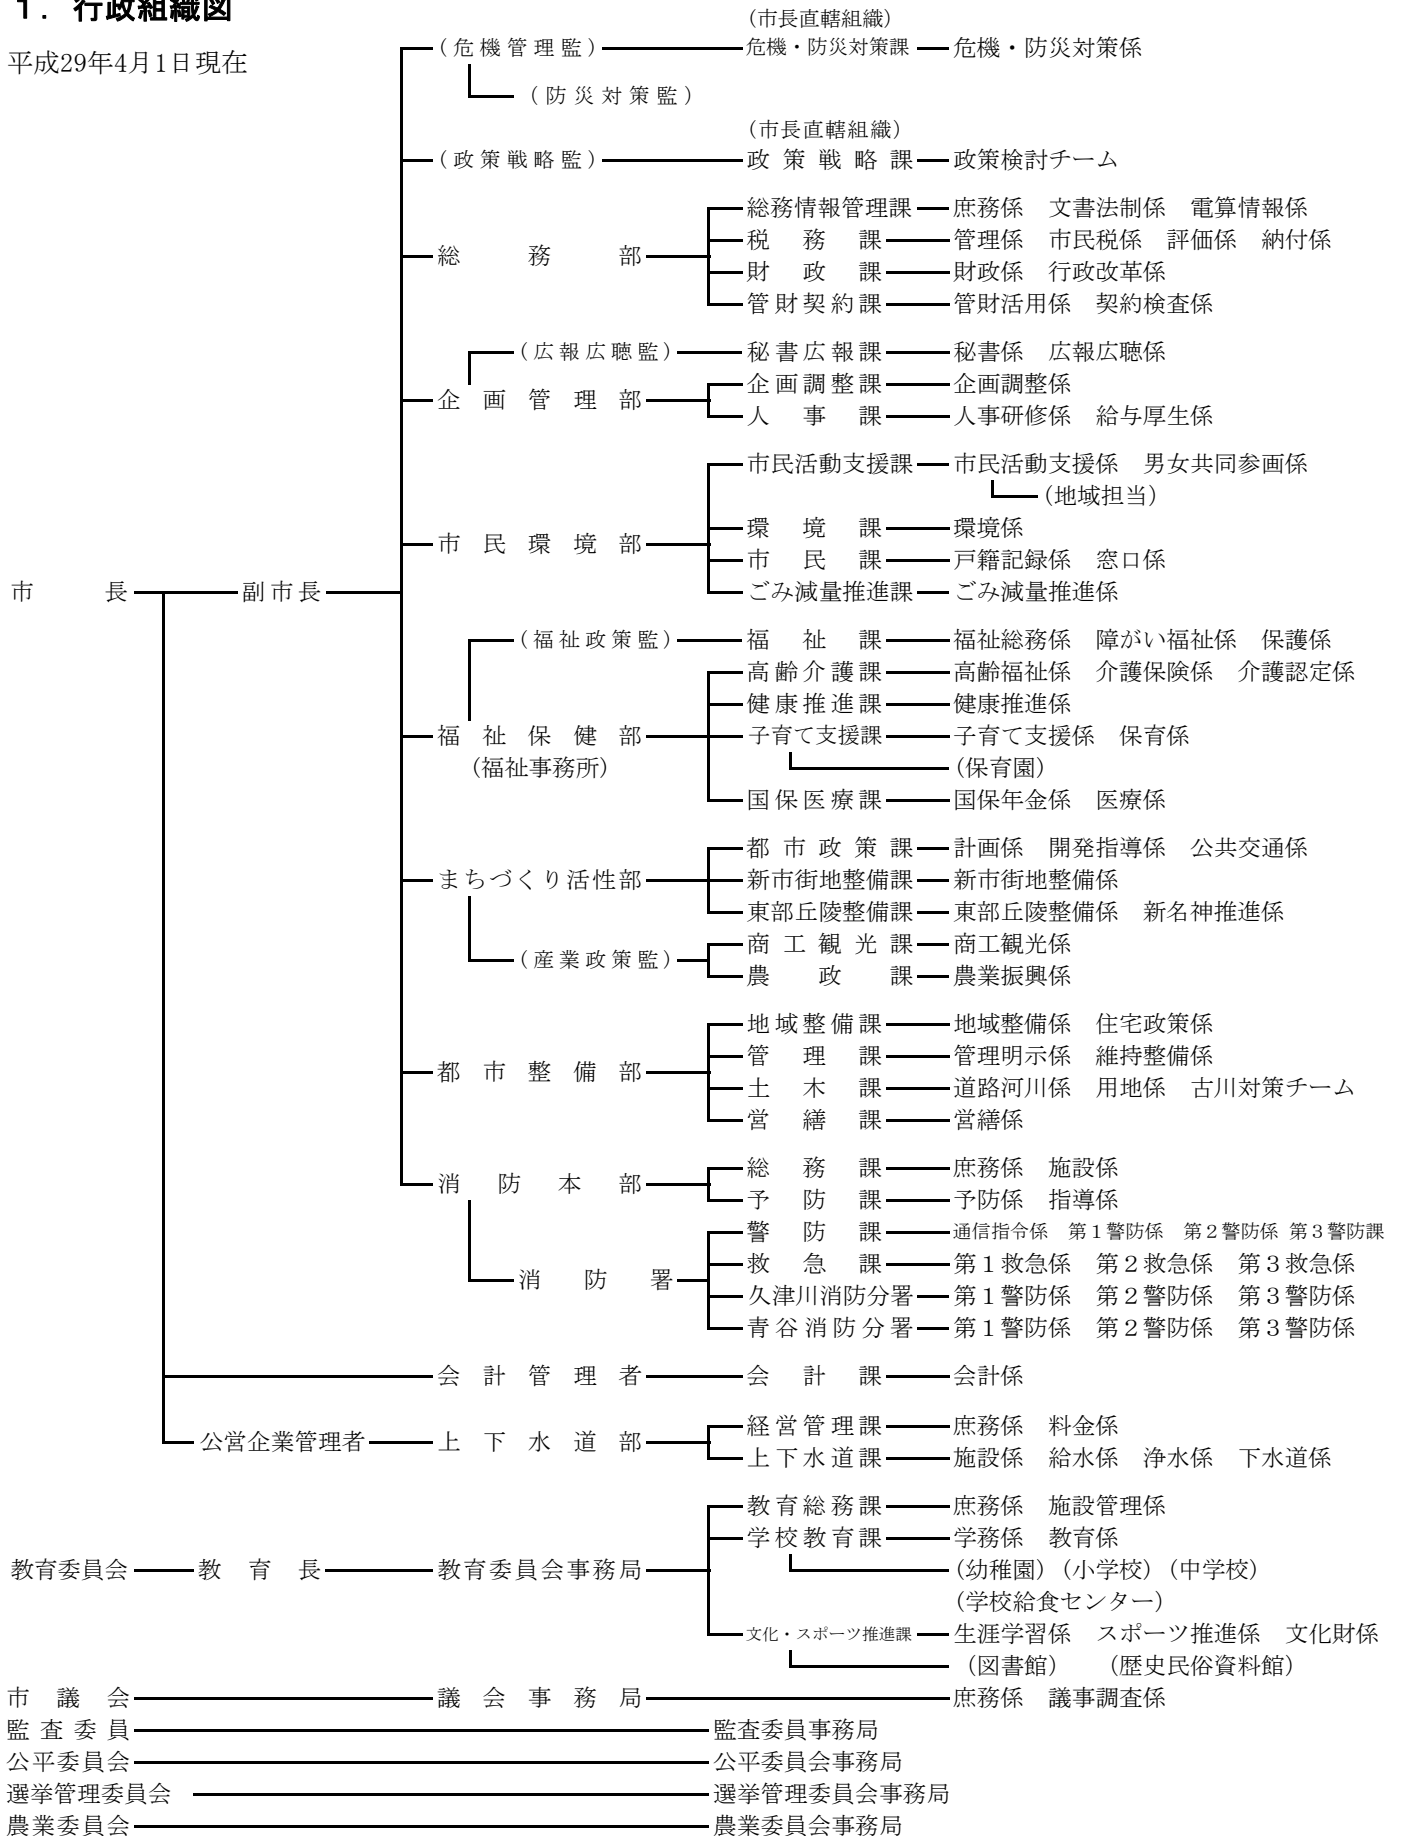 １．行政組織図
(市長直轄組織)
(危機管理監) 危機・防災対策課 危機・防災対策係
平成29年4月1日現在
(防災対策監)
(市長直轄組織)
(政策戦略監) 政策戦略課 政策検討チーム
総務情報管理課 庶務係 文書法制係 電算情報係
税務課 管理係 市民税係 評価係 納付係
総務部
財政課 財政係 行政改革係
管財契約課 管財活用係 契約検査係
(広報広聴監) 秘書広報課 秘書係 広報広聴係
企画調整課 企画調整係
企画管理部
人事課 人事研修係 給与厚生係
市民活動支援課 市民活動支援係 男女共同参画係
(地域担当)
環境課 環境係
市民環境部
市民課 戸籍記録係 窓口係
市長 副市長 ごみ減量推進課 ごみ減量推進係
(福祉政策監) 福祉課 福祉総務係 障がい福祉係 保護係
高齢介護課 高齢福祉係 介護保険係 介護認定係
健康推進課 健康推進係
福祉保健部 子育て支援課 子育て支援係 保育係
(福祉事務所) (保育園)
国保医療課 国保年金係 医療係
都市政策課 計画係 開発指導係 公共交通係
まちづくり活性部 新市街地整備課 新市街地整備係
東部丘陵整備課 東部丘陵整備係 新名神推進係
商工観光課 商工観光係
(産業政策監)
農政課 農業振興係
地域整備課 地域整備係 住宅政策係
管理課 管理明示係 維持整備係
都市整備部
土木課 道路河川係 用地係 古川対策チーム
営繕課 営繕係
総務課 庶務係 施設係
消防本部
予防課 予防係 指導係
警防課 通信指令係 第１警防係 第２警防係 第３警防課
救急課 第１救急係 第２救急係 第３救急係
消防署
久津川消防分署 第１警防係 第２警防係 第３警防係
青谷消防分署 第１警防係 第２警防係 第３警防係
会計管理者 会計課 会計係
経営管理課 庶務係 料金係
公営企業管理者 上下水道部
上下水道課 施設係 給水係 浄水係 下水道係
教育総務課 庶務係 施設管理係
学校教育課 学務係 教育係
教育委員会 教育長 教育委員会事務局 (幼稚園) (小学校) (中学校)
(学校給食センター)
文化・スポーツ推進課 生涯学習係 スポーツ推進係 文化財係
(図書館) (歴史民俗資料館)
市議会 議会事務局 庶務係 議事調査係
監査委員 監査委員事務局
公平委員会 公平委員会事務局
選挙管理委員会 選挙管理委員会事務局
農業委員会 農業委員会事務局